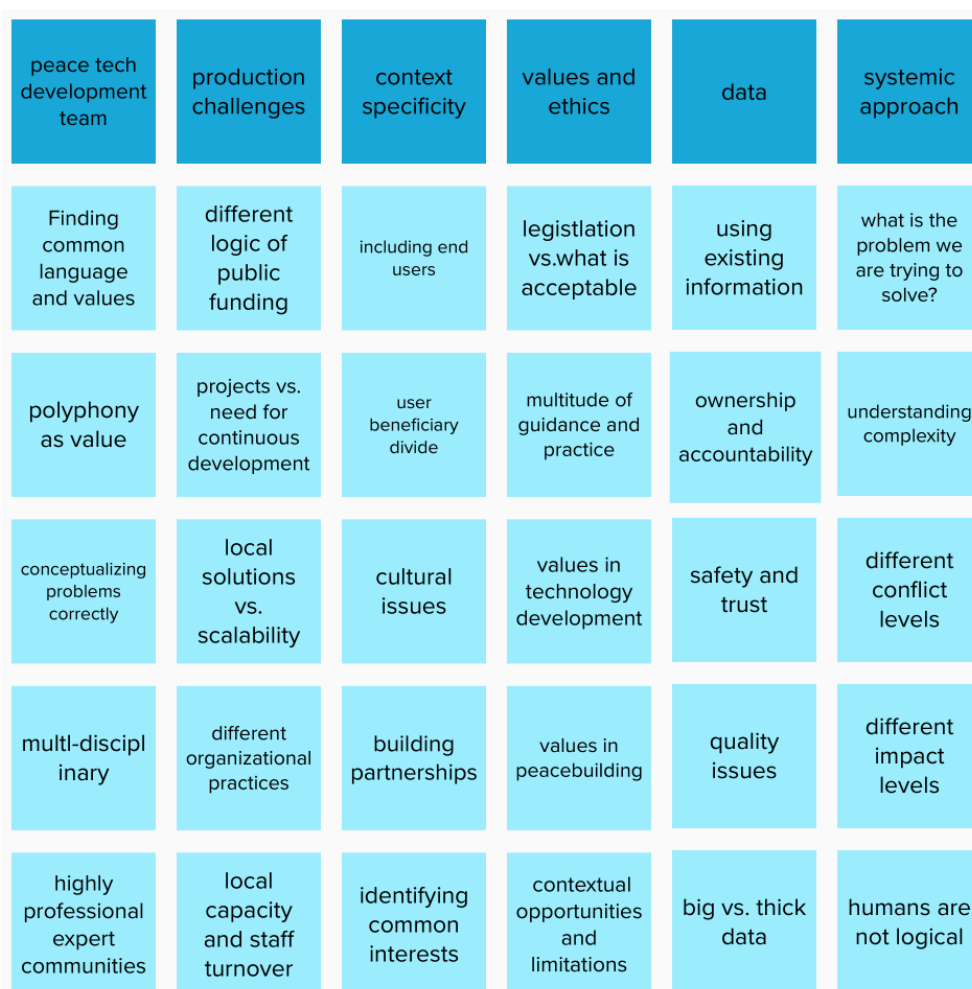 peace tech
development
team
production
challenges
context
specificity
values and
ethics
data
systemic
approach
Finding
common
language
and values
different
logic of
public
funding
including end
users
legistlation
vs.what is
acceptable
using
existing
information
what is the
problem we
are trying to
solve?
polyphony
as value
projects vs.
need for
continuous
development
user
beneficiary
divide
multitude of
guidance and
practice
ownership
and
accountability
understanding
complexity
conceptualizing
problems
correctly
local
solutions
vs.
scalability
cultural
issues
values in
technology
development
safety and
trust
different
conflict
levels
multl-discipl
inary
different
organizational
practices
building
partnerships
values in
peacebuilding
quality
issues
different
impact
levels
highly
professional
expert
communities
local
capacity
and staff
turnover
identifying
common
interests
contextual
opportunities
and
limitations
big vs. thick
data
humans are
not logical